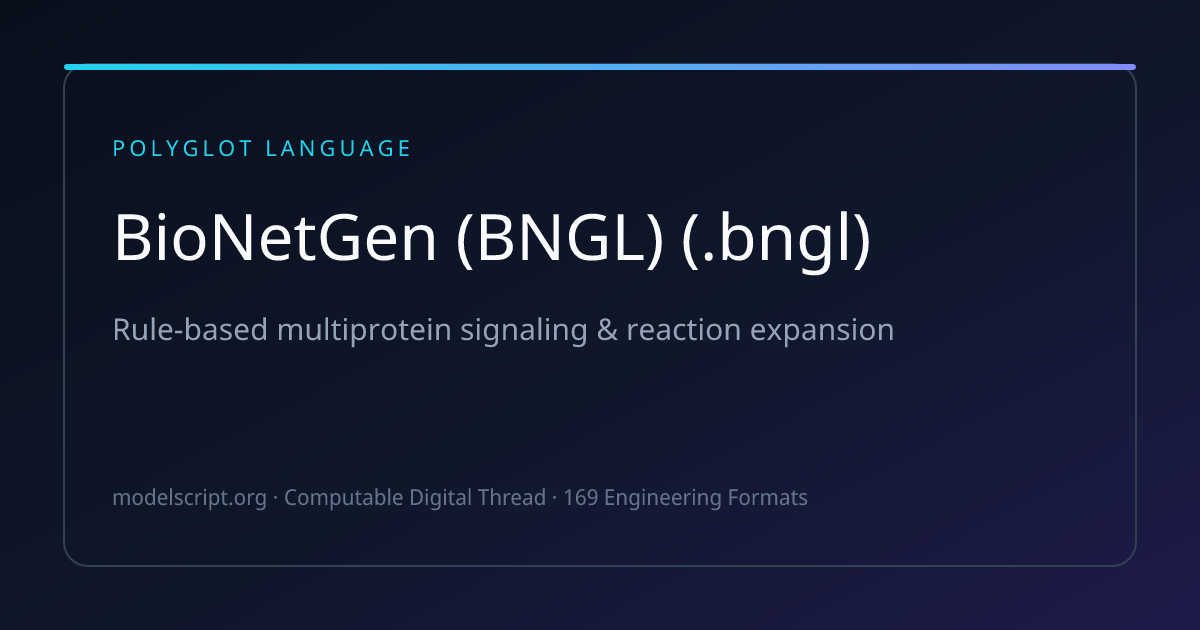 POLYGLOT LANGUAGE
BioNetGen (BNGL) (.bngl)
Rule-based multiprotein signaling & reaction expansion
modelscript.org · Computable Digital Thread · 169 Engineering Formats